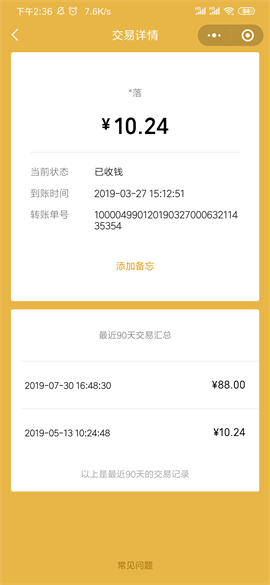 下午2:36 7.6K/s 94
交易详情
*落
¥10.24
当前状态 已收钱
到账时间 2019-03-27 15:12:51
转账单号 100004990120190327000632114
35354
添加备忘
最近90天交易汇总
2019-07-30 16:48:30 ¥88.00
2019-05-13 10:24:48 ¥10.24
以上是最近90天的交易记录
常见问题